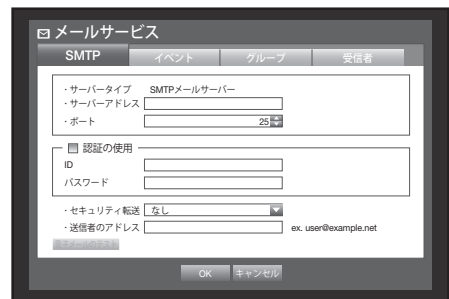 メールサービス
SMTP イベント グループ 受信者
・サーバータイプ SMTPメールサーバー
・サーバーアドレス
・ポート 25
認証の使用
ID
パスワード
・セキュリティ転送 なし
・送信者のアドレス ex. user@example.net
OK キャンセル